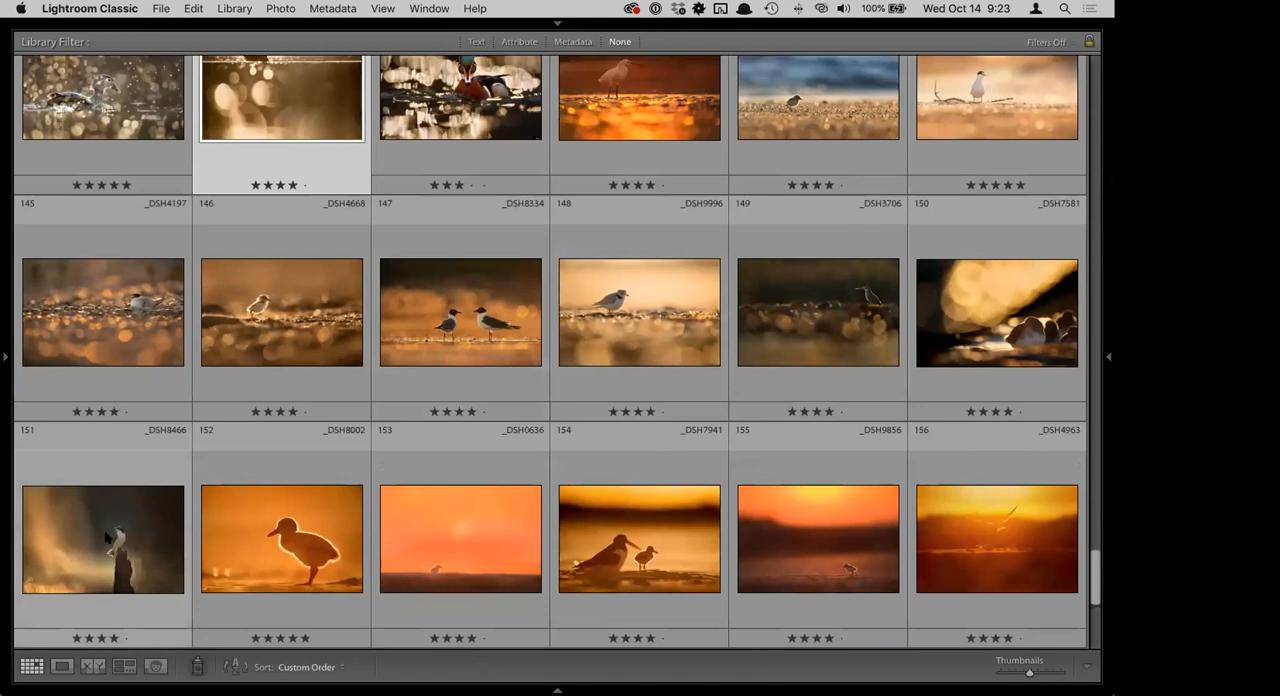 Lightroom Classic File Edit Library Photo Metadata View Window Help 100% Wed Oct 14 9:23
Library Filter : Text Attribute Metadata None Filters Off
145 _DSH4197 146 _DSH4668 147 _DSH8334 148 _DSH9996 149 _DSH3706 150 _DSH7581
151 _DSH8466 152 _DSH8002 153 _DSH0636 154 _DSH7941 155 _DSH9856 156 _DSH4963
Sort: Custom Order Thumbnails